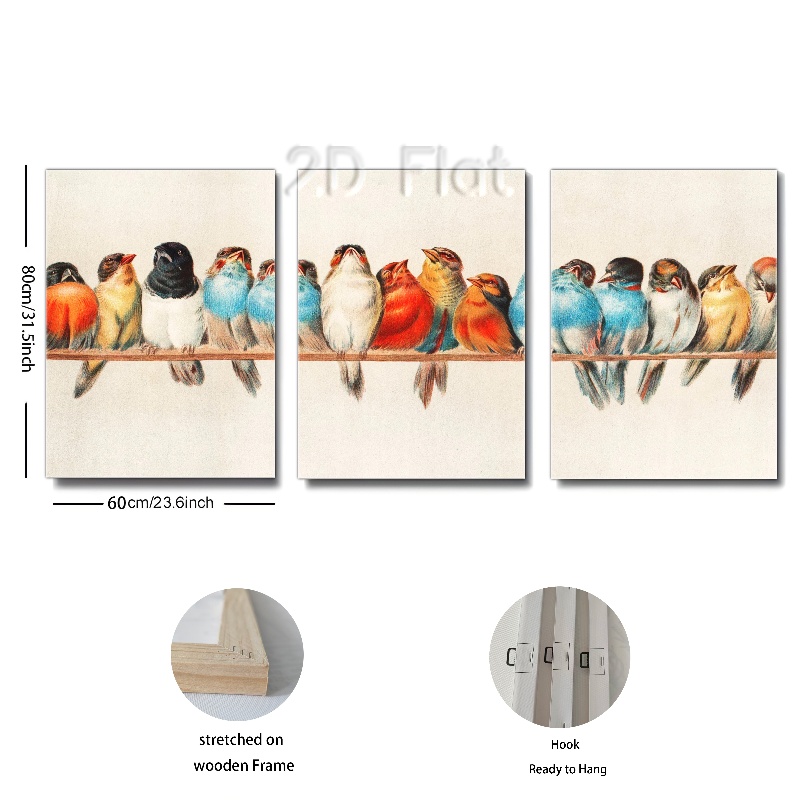 2D Flat
80cm/31.5inch
60cm/23.6inch
stretched on
wooden Frame
Hook
Ready to Hang